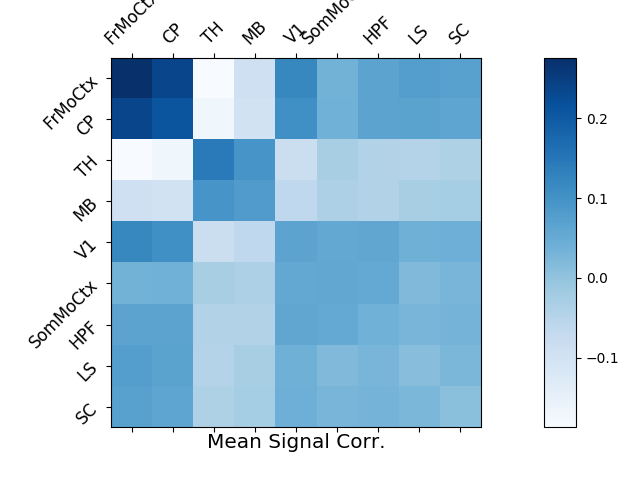 FrMoCtx CP TH MB V1 SomMoCtx HPF LS SC
FrMoCtx
CP
TH
MB
V1
SomMoCtx
HPF
LS
SC
0.2
0.1
0.0
−0.1
Mean Signal Corr.